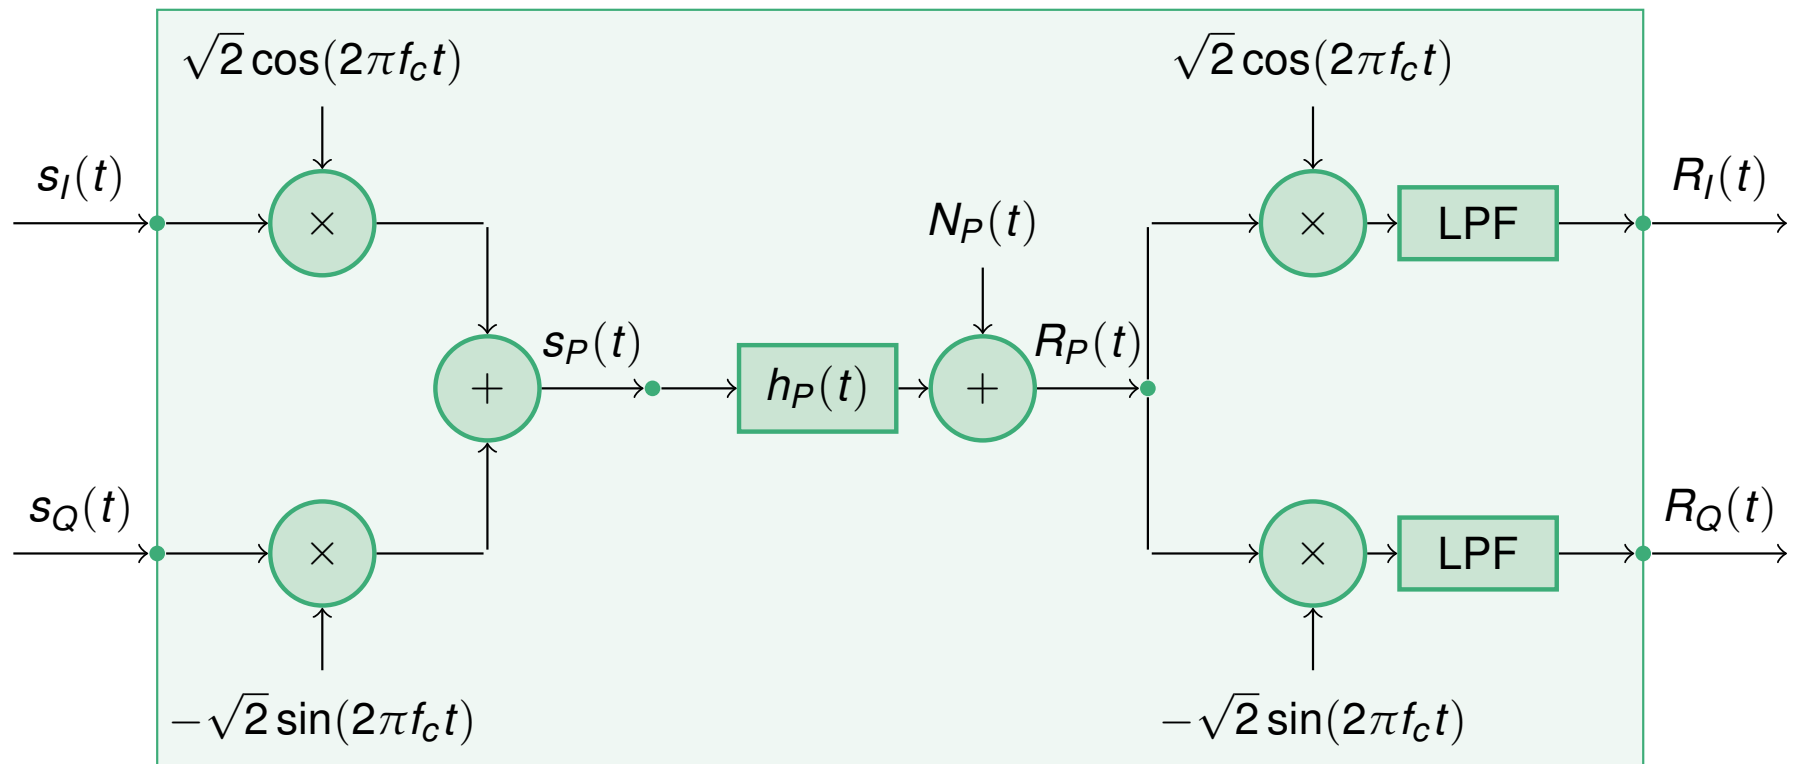 √2 cos(2πf_c t)
√2 cos(2πf_c t)
s_I(t)
R_I(t)
×
×
LPF
N_P(t)
s_P(t)
R_P(t)
+
h_P(t)
+
s_Q(t)
R_Q(t)
×
×
LPF
−√2 sin(2πf_c t)
−√2 sin(2πf_c t)